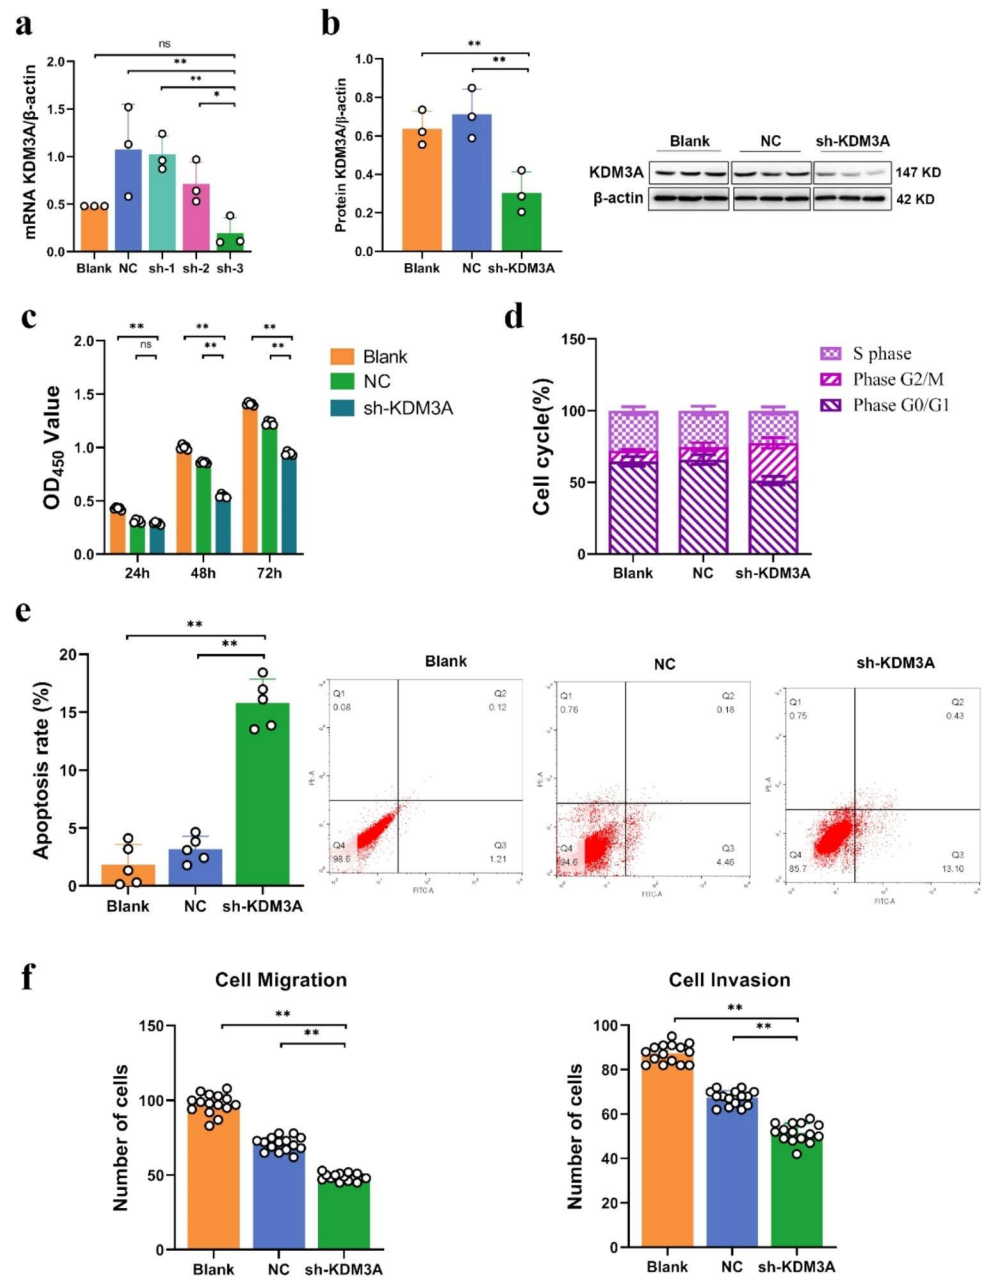 a
ns
**
**
*
mRNA KDM3A/β-actin
2.0
1.5
1.0
0.5
0.0
Blank NC sh-1 sh-2 sh-3
b
**
**
Protein KDM3A/β-actin
1.0
0.8
0.6
0.4
0.2
0.0
Blank NC sh-KDM3A
Blank NC sh-KDM3A
KDM3A 147 KD
β-actin 42 KD
c
** ** **
ns ** **
OD450 Value
2.0
1.5
1.0
0.5
0.0
24h 48h 72h
Blank
NC
sh-KDM3A
d
Cell cycle(%)
150
100
50
0
Blank NC sh-KDM3A
S phase
Phase G2/M
Phase G0/G1
e
**
**
Apoptosis rate (%)
20
15
10
5
0
Blank NC sh-KDM3A
Blank
Q1 Q2
0.08 0.12
Q4 Q3
98.6 1.21
PE-A
FITC-A
NC
Q1 Q2
0.76 0.18
Q4 Q3
94.6 4.46
PE-A
FITC-A
sh-KDM3A
Q1 Q2
0.75 0.43
Q4 Q3
85.7 13.10
PE-A
FITC-A
f
Cell Migration
**
**
Number of cells
150
100
50
0
Blank NC sh-KDM3A
Cell Invasion
**
**
Number of cells
100
80
60
40
20
0
Blank NC sh-KDM3A